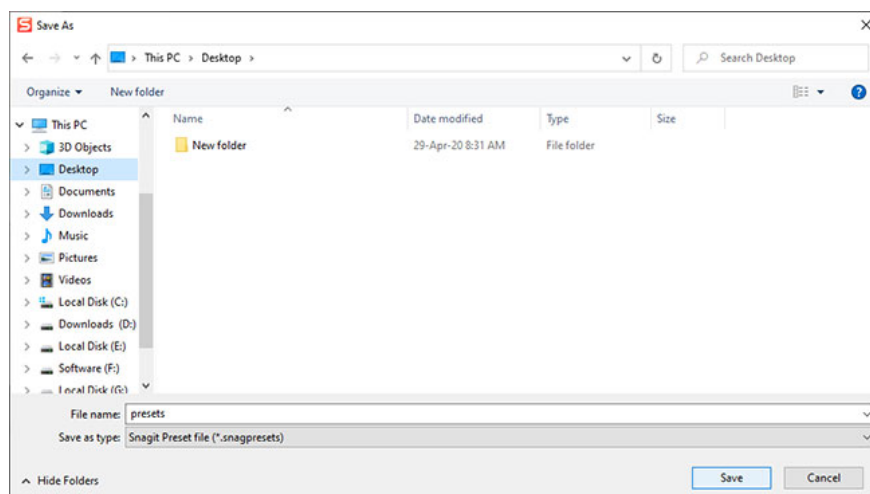 Save As
This PC > Desktop >
Search Desktop
Organize
New folder
This PC
3D Objects
Desktop
Documents
Downloads
Music
Pictures
Videos
Local Disk (C:)
Downloads (D:)
Local Disk (E:)
Software (F:)
Local Disk (G:)
Name Date modified Type Size
New folder 29-Apr-20 8:31 AM File folder
File name: presets
Save as type: Snagit Preset file (*.snagpresets)
Hide Folders
Save Cancel